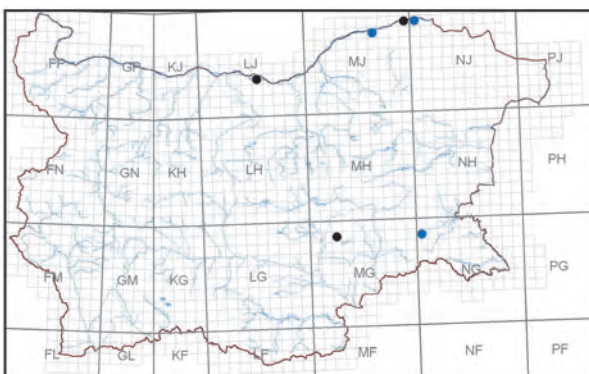 FP GP KJ LJ MJ NJ PJ
FN GN KH LH MH NH PH
FM GM KG LG MG NG PG
FL GL KF LF MF NF PF